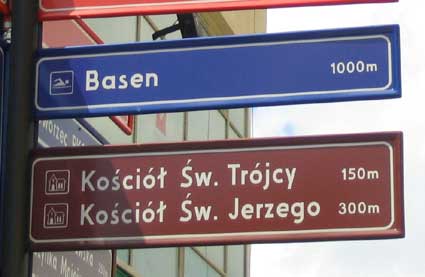 Basen 1000m
Kościół Św. Trójcy 150m
Kościół Św. Jerzego 300m